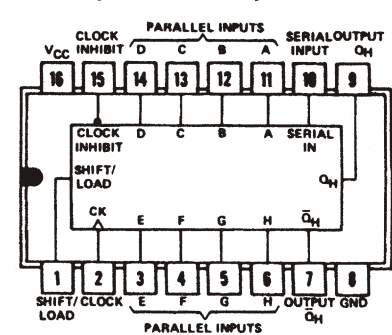 PARALLEL INPUTS
CLOCK SERIAL OUTPUT
VCC INHIBIT D C B A INPUT QH
16 15 14 13 12 11 10 9
CLOCK D C B A SERIAL
INHIBIT IN
SHIFT/
LOAD QH
CK E F G H Q̄H
1 2 3 4 5 6 7 8
SHIFT/ CLOCK E F G H OUTPUT GND
LOAD Q̄H
PARALLEL INPUTS